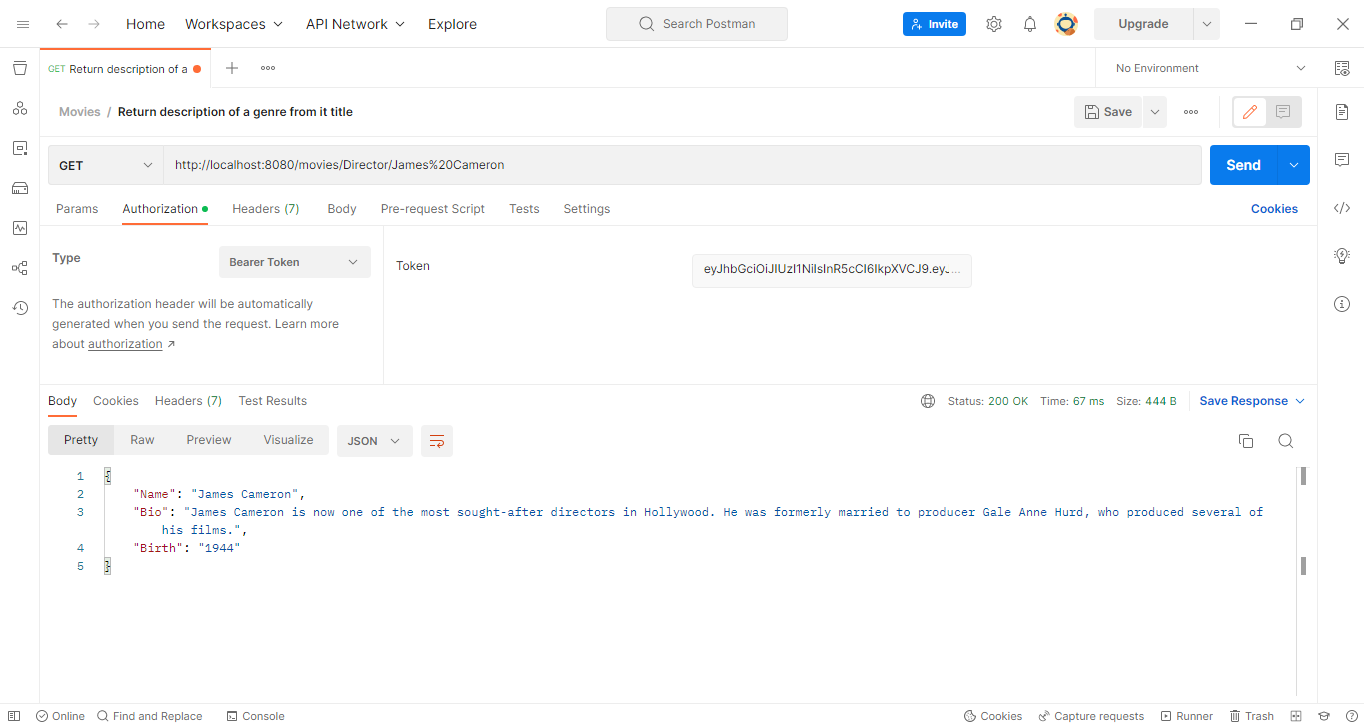 Home Workspaces API Network Explore Search Postman Invite Upgrade
GET Return description of a No Environment
Movies / Return description of a genre from it title Save
GET http://localhost:8080/movies/Director/James%20Cameron Send
Params Authorization Headers (7) Body Pre-request Script Tests Settings Cookies
Type Bearer Token Token eyJhbGciOiJIUzI1NiIsInR5cCI6IkpXVCJ9.eyJ...
The authorization header will be automatically
generated when you send the request. Learn more
about authorization ↗
Body Cookies Headers (7) Test Results Status: 200 OK Time: 67 ms Size: 444 B Save Response
Pretty Raw Preview Visualize JSON
1 {
2 "Name": "James Cameron",
3 "Bio": "James Cameron is now one of the most sought-after directors in Hollywood. He was formerly married to producer Gale Anne Hurd, who produced several of
his films.",
4 "Birth": "1944"
5 }
Online Find and Replace Console Cookies Capture requests Runner Trash